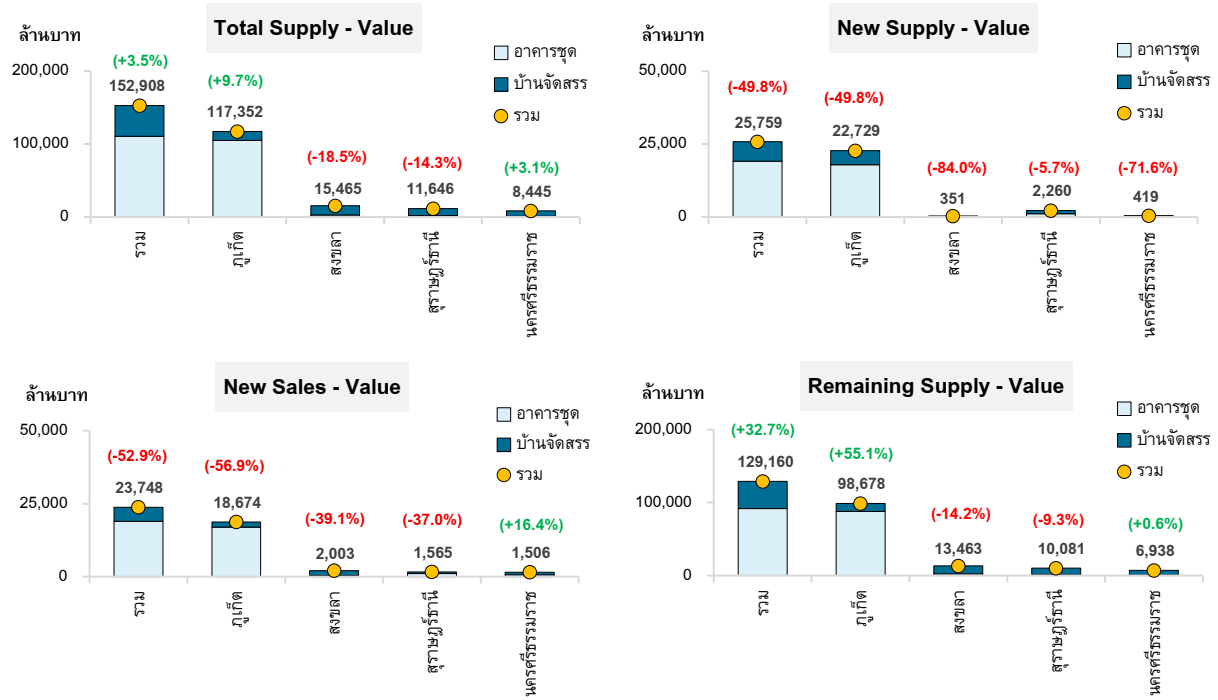 Total Supply - Value
ล้านบาท
อาคารชุด
บ้านจัดสรร
รวม
200,000
100,000
0
(+3.5%)
152,908
(+9.7%)
117,352
(-18.5%)
15,465
(-14.3%)
11,646
(+3.1%)
8,445
รวม
ภูเก็ต
สงขลา
สุราษฎร์ธานี
นครศรีธรรมราช
New Supply - Value
ล้านบาท
อาคารชุด
บ้านจัดสรร
รวม
50,000
25,000
0
(-49.8%)
25,759
(-49.8%)
22,729
(-84.0%)
351
(-5.7%)
2,260
(-71.6%)
419
รวม
ภูเก็ต
สงขลา
สุราษฎร์ธานี
นครศรีธรรมราช
New Sales - Value
ล้านบาท
อาคารชุด
บ้านจัดสรร
รวม
50,000
25,000
0
(-52.9%)
23,748
(-56.9%)
18,674
(-39.1%)
2,003
(-37.0%)
1,565
(+16.4%)
1,506
รวม
ภูเก็ต
สงขลา
สุราษฎร์ธานี
นครศรีธรรมราช
Remaining Supply - Value
ล้านบาท
อาคารชุด
บ้านจัดสรร
รวม
200,000
100,000
0
(+32.7%)
129,160
(+55.1%)
98,678
(-14.2%)
13,463
(-9.3%)
10,081
(+0.6%)
6,938
รวม
ภูเก็ต
สงขลา
สุราษฎร์ธานี
นครศรีธรรมราช